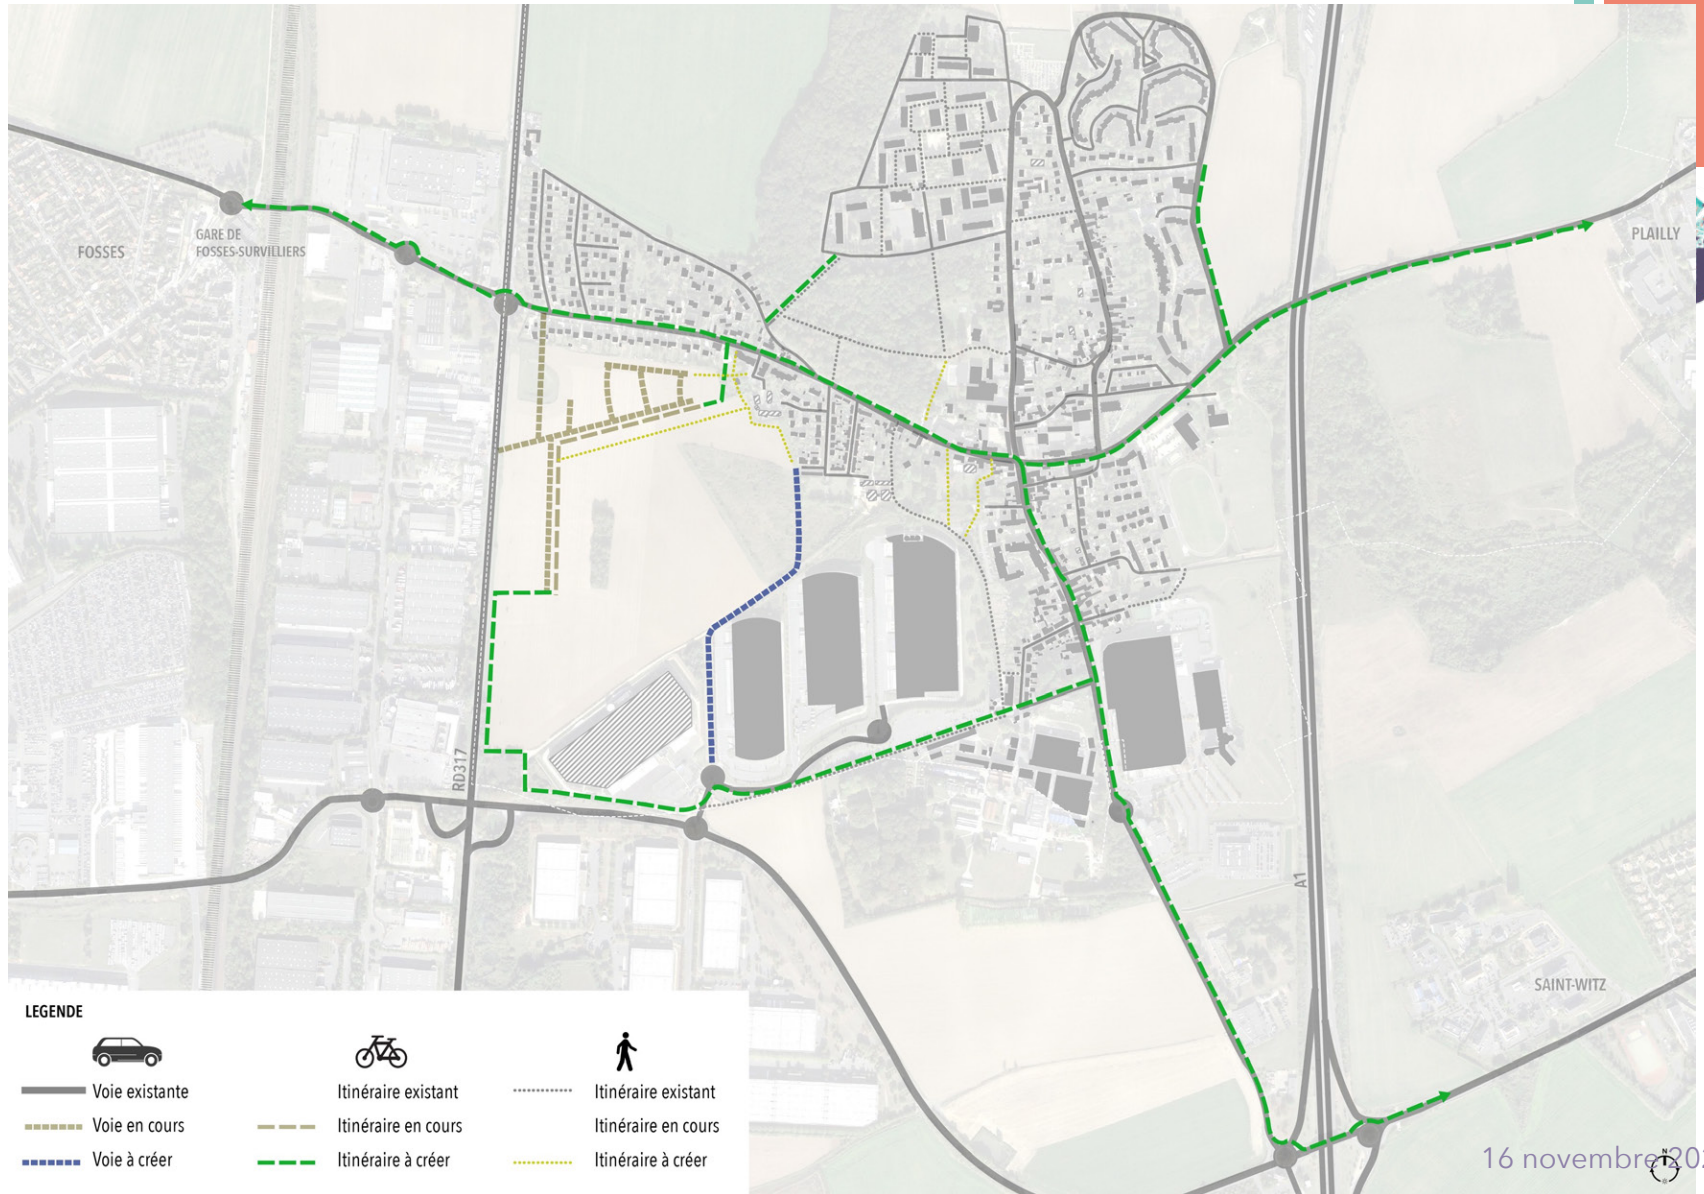 FOSSES
GARE DE
FOSSES-SURVILLIERS
PLAILLY
RD317
A1
SAINT-WITZ
LEGENDE
Voie existante
Voie en cours
Voie à créer
Itinéraire existant
Itinéraire en cours
Itinéraire à créer
Itinéraire existant
Itinéraire en cours
Itinéraire à créer
16 novembre
N